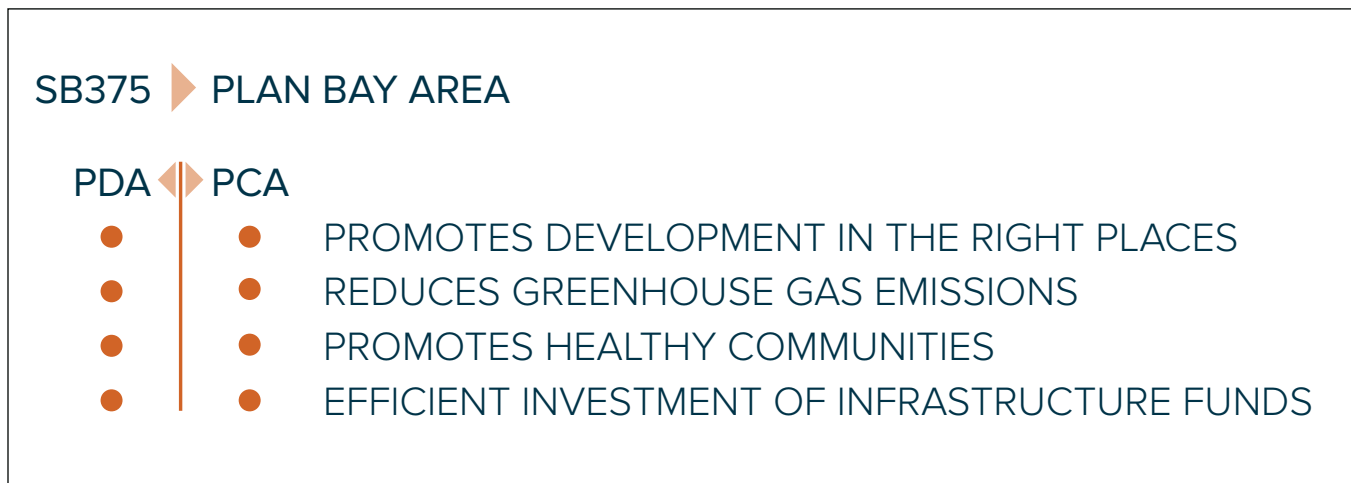 SB375 PLAN BAY AREA
PDA PCA
PROMOTES DEVELOPMENT IN THE RIGHT PLACES
REDUCES GREENHOUSE GAS EMISSIONS
PROMOTES HEALTHY COMMUNITIES
EFFICIENT INVESTMENT OF INFRASTRUCTURE FUNDS